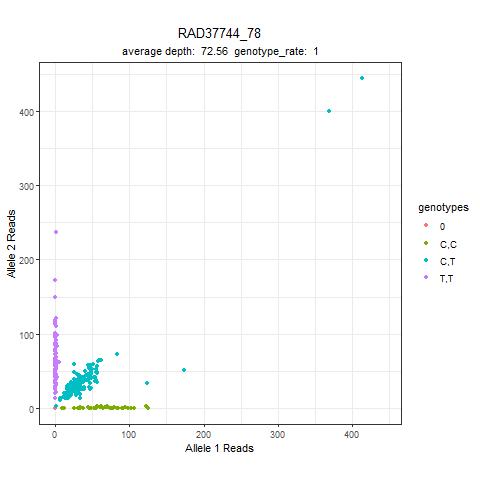 RAD37744_78
average depth:  72.56  genotype_rate:  1
Allele 2 Reads
400
300
200
100
0
0
100
200
300
400
Allele 1 Reads
genotypes
0
C,C
C,T
T,T